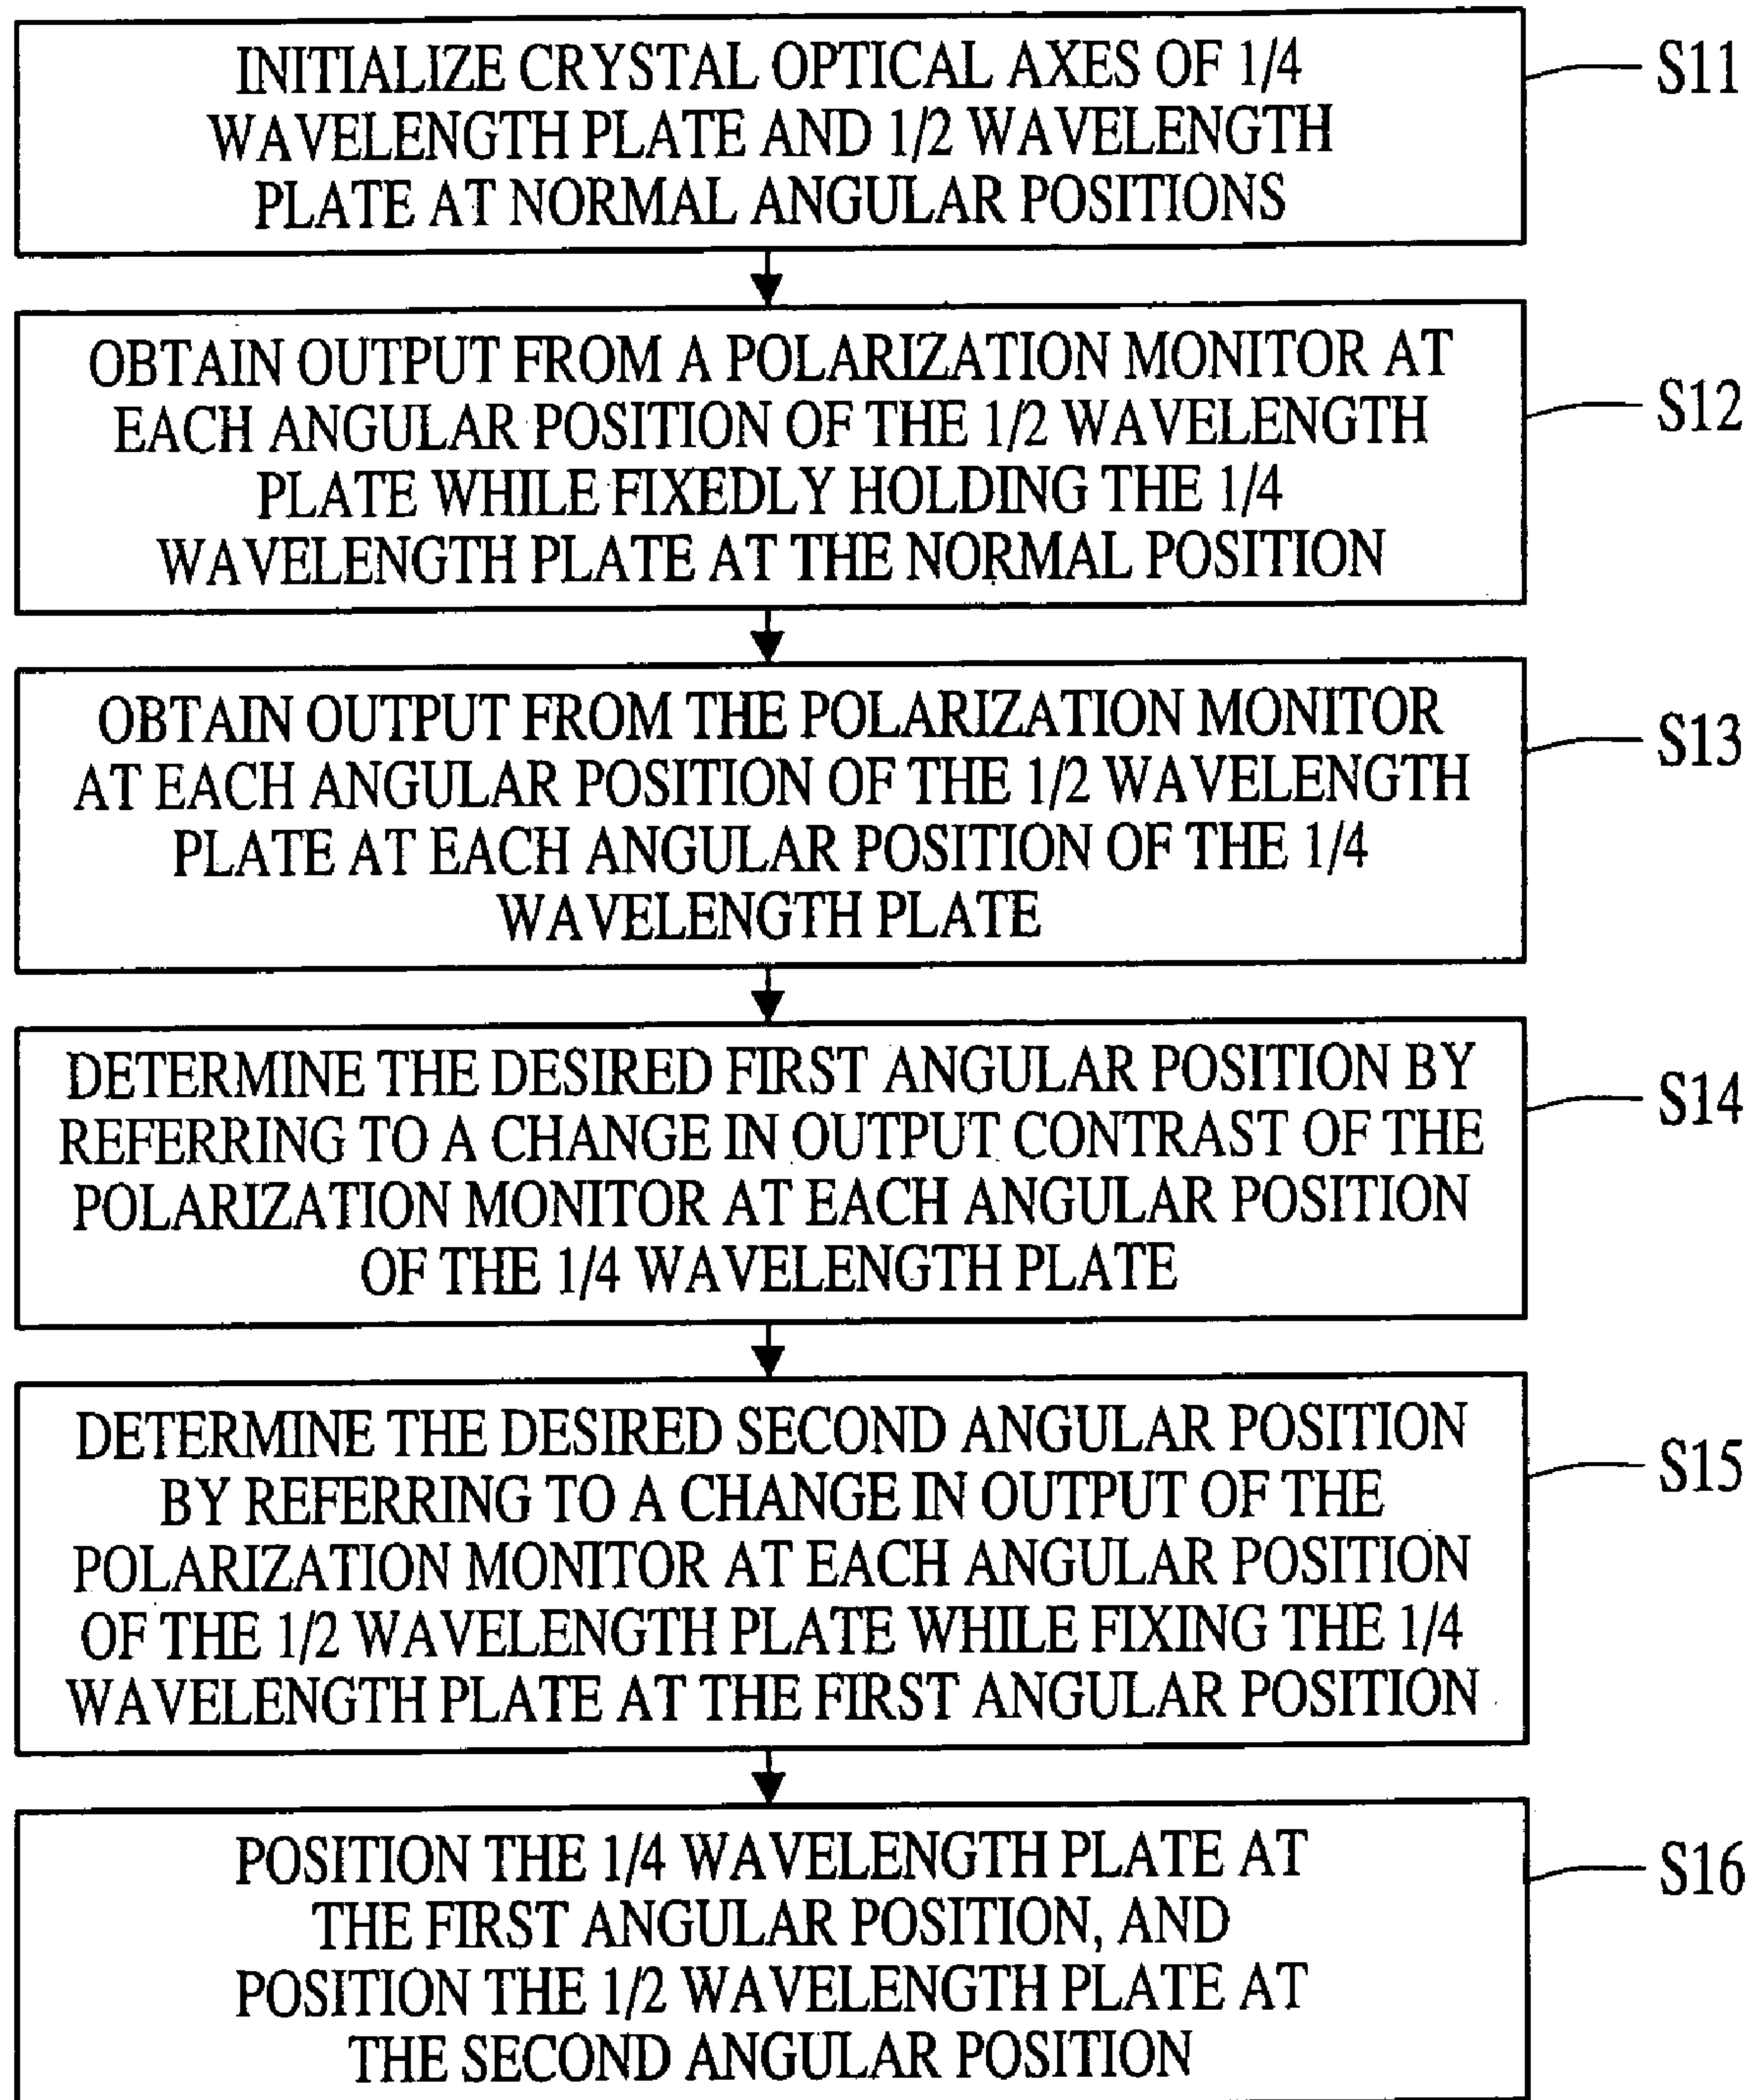 INITIALIZE CRYSTAL OPTICAL AXES OF 1/4
WAVELENGTH PLATE AND 1/2 WAVELENGTH
PLATE AT NORMAL ANGULAR POSITIONS
S11
OBTAIN OUTPUT FROM A POLARIZATION MONITOR AT
EACH ANGULAR POSITION OF THE 1/2 WAVELENGTH
PLATE WHILE FIXEDLY HOLDING THE 1/4
WAVELENGTH PLATE AT THE NORMAL POSITION
S12
OBTAIN OUTPUT FROM THE POLARIZATION MONITOR
AT EACH ANGULAR POSITION OF THE 1/2 WAVELENGTH
PLATE AT EACH ANGULAR POSITION OF THE 1/4
WAVELENGTH PLATE
S13
DETERMINE THE DESIRED FIRST ANGULAR POSITION BY
REFERRING TO A CHANGE IN OUTPUT CONTRAST OF THE
POLARIZATION MONITOR AT EACH ANGULAR POSITION
OF THE 1/4 WAVELENGTH PLATE
S14
DETERMINE THE DESIRED SECOND ANGULAR POSITION
BY REFERRING TO A CHANGE IN OUTPUT OF THE
POLARIZATION MONITOR AT EACH ANGULAR POSITION
OF THE 1/2 WAVELENGTH PLATE WHILE FIXING THE 1/4
WAVELENGTH PLATE AT THE FIRST ANGULAR POSITION
S15
POSITION THE 1/4 WAVELENGTH PLATE AT
THE FIRST ANGULAR POSITION, AND
POSITION THE 1/2 WAVELENGTH PLATE AT
THE SECOND ANGULAR POSITION
S16